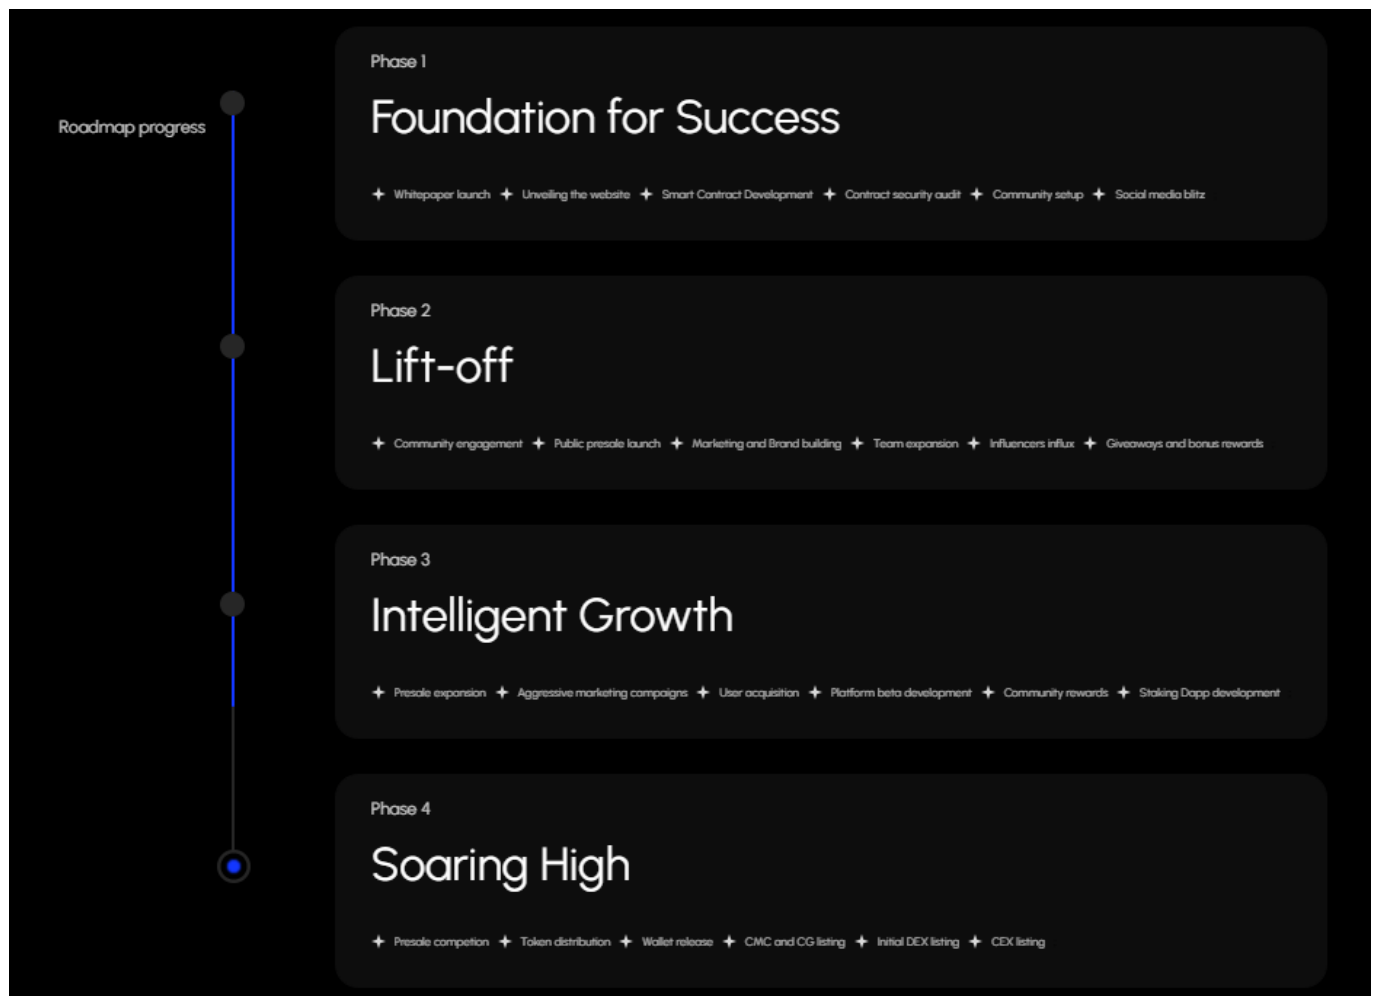 Roadmap progress
Phase 1
Foundation for Success
Whitepaper launch Unveiling the website Smart Contract Development Contract security audit Community setup Social media blitz
Phase 2
Lift-off
Community engagement Public presale launch Marketing and Brand building Team expansion Influencers influx Giveaways and bonus rewards
Phase 3
Intelligent Growth
Presale expansion Aggressive marketing campaigns User acquisition Platform beta development Community rewards Staking Dapp development
Phase 4
Soaring High
Presale competion Token distribution Wallet release CMC and CG listing Initial DEX listing CEX listing